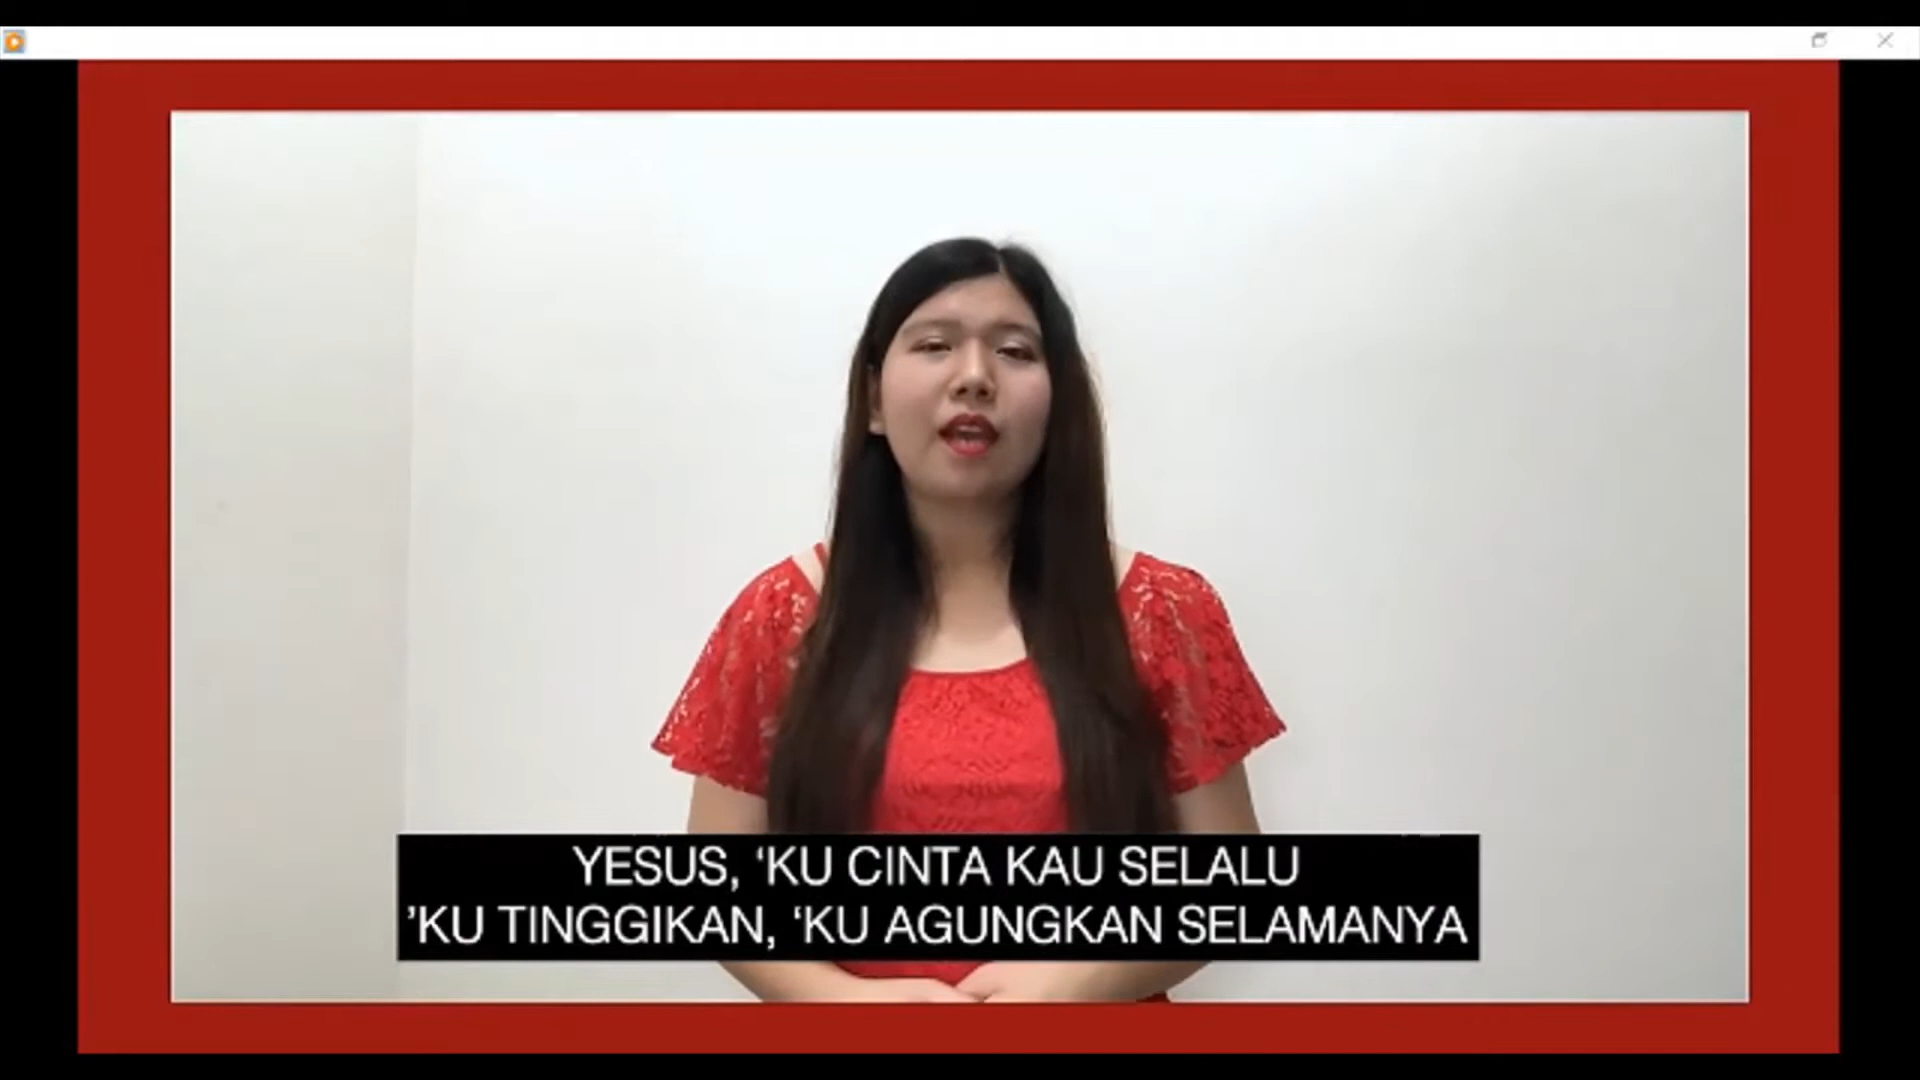 YESUS, ‘KU CINTA KAU SELALU
’KU TINGGIKAN, ‘KU AGUNGKAN SELAMANYA